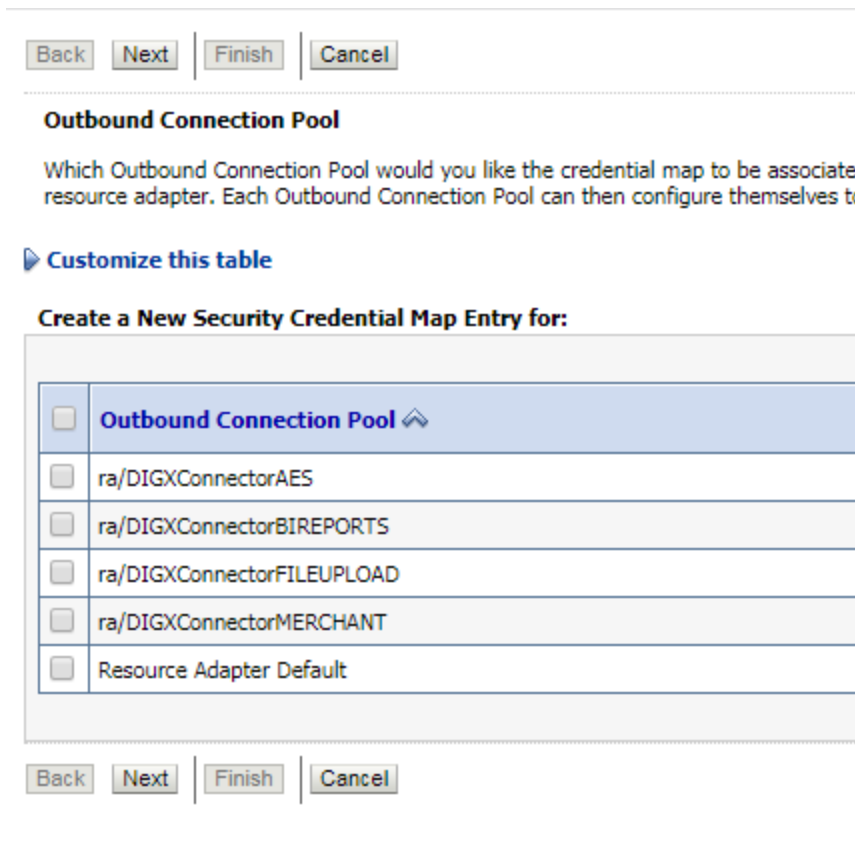 Back Next Finish Cancel
Outbound Connection Pool
Which Outbound Connection Pool would you like the credential map to be associate
resource adapter. Each Outbound Connection Pool can then configure themselves t
Customize this table
Create a New Security Credential Map Entry for:
Outbound Connection Pool
ra/DIGXConnectorAES
ra/DIGXConnectorBIREPORTS
ra/DIGXConnectorFILEUPLOAD
ra/DIGXConnectorMERCHANT
Resource Adapter Default
Back Next Finish Cancel